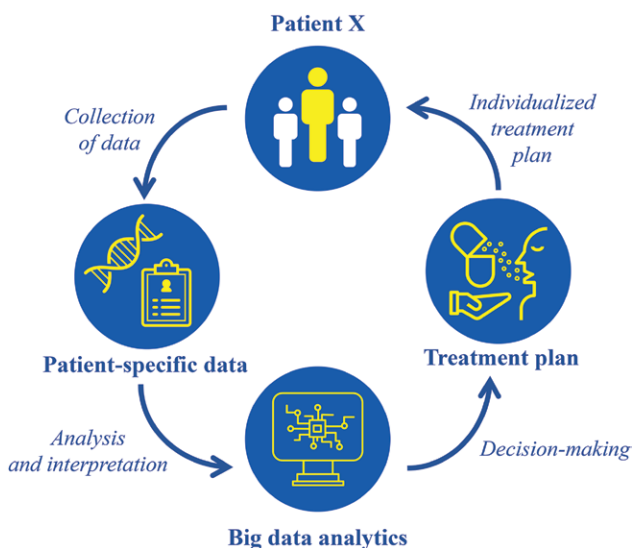 Patient X
Collection
of data
Individualized
treatment
plan
Patient-specific data
Treatment plan
Analysis
and interpretation
Decision-making
Big data analytics